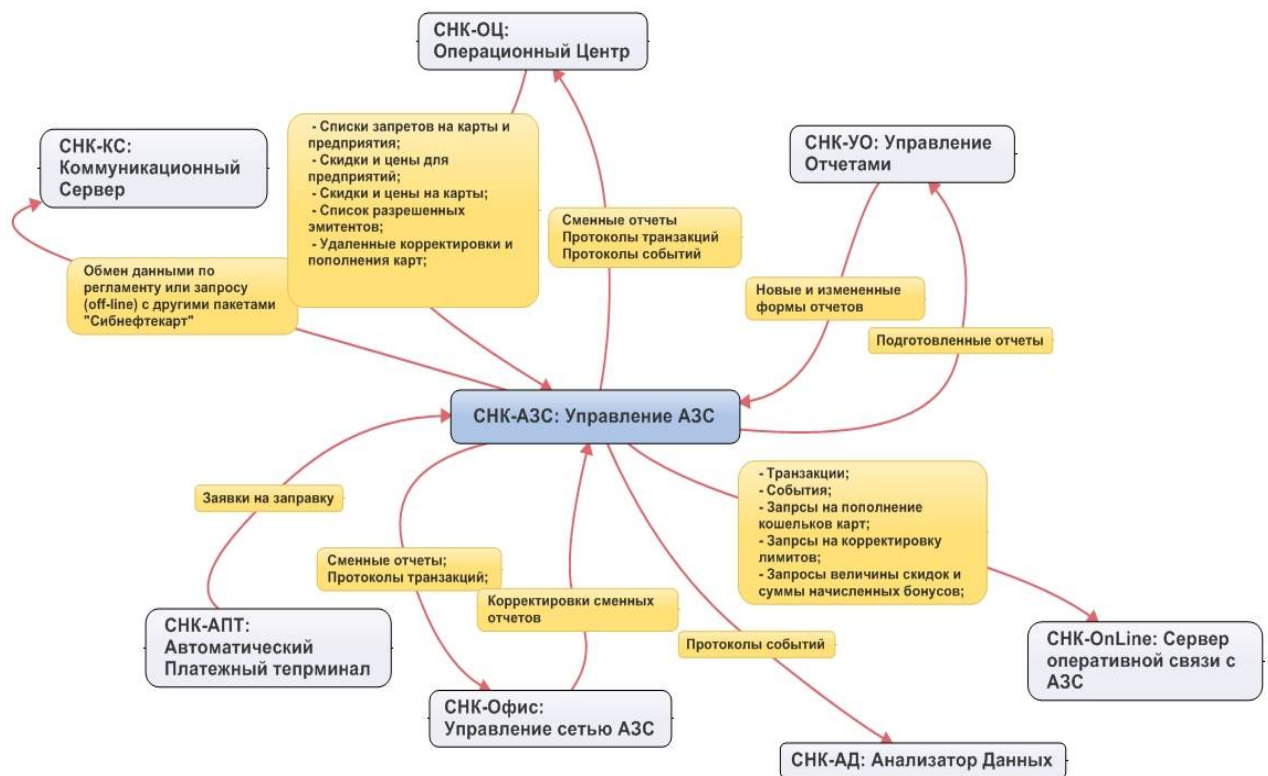 СНК-ОЦ:
Операционный Центр
- Списки запретов на карты и
предприятия;
- Скидки и цены для
предприятий;
- Скидки и цены на карты;
- Список разрешенных
эмитентов;
- Удаленные корректировки и
пополнения карт;
СНК-КС:
Коммуникационный
Сервер
СНК-УО: Управление
Отчетами
Сменные отчеты
Протоколы транзакций
Протоколы событий
Обмен данными по
регламенту или запросу
(off-line) с другими пакетами
"Сибнефтекарт"
Новые и измененные
формы отчетов
Подготовленные отчеты
СНК-АЗС: Управление АЗС
Заявки на заправку
- Транзакции;
- События;
- Запрсы на пополнение
кошельков карт;
- Запрсы на корректировку
лимитов;
- Запросы величины скидок и
суммы начисленных бонусов;
Сменные отчеты;
Протоколы транзакций;
Корректировки сменных
отчетов
Протоколы событий
СНК-АПТ:
Автоматический
Платежный тепрминал
СНК-OnLine: Сервер
оперативной связи с
АЗС
СНК-Офис:
Управление сетью АЗС
СНК-АД: Анализатор Данных